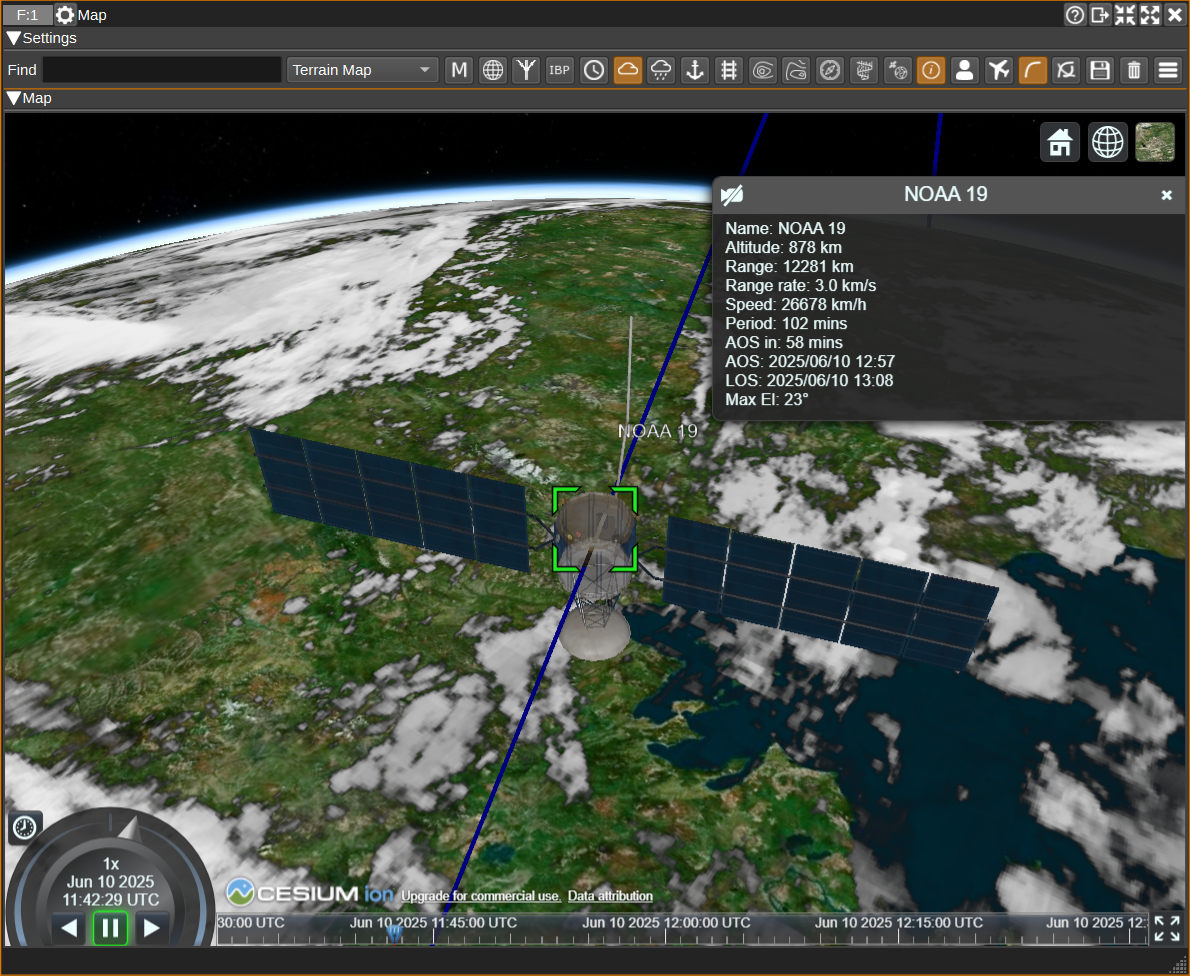 F:1 Map
Settings
Find Terrain Map M IBP
Map
NOAA 19
Name: NOAA 19
Altitude: 878 km
Range: 12281 km
Range rate: 3.0 km/s
Speed: 26678 km/h
Period: 102 mins
AOS in: 58 mins
AOS: 2025/06/10 12:57
LOS: 2025/06/10 13:08
Max El: 23°
NOAA 19
1x
Jun 10 2025
11:42:29 UTC
CESIUM ion Upgrade for commercial use. Data attribution
30:00 UTC Jun 10 2025 11:45:00 UTC Jun 10 2025 12:00:00 UTC Jun 10 2025 12:15:00 UTC Jun 10 2025 12: